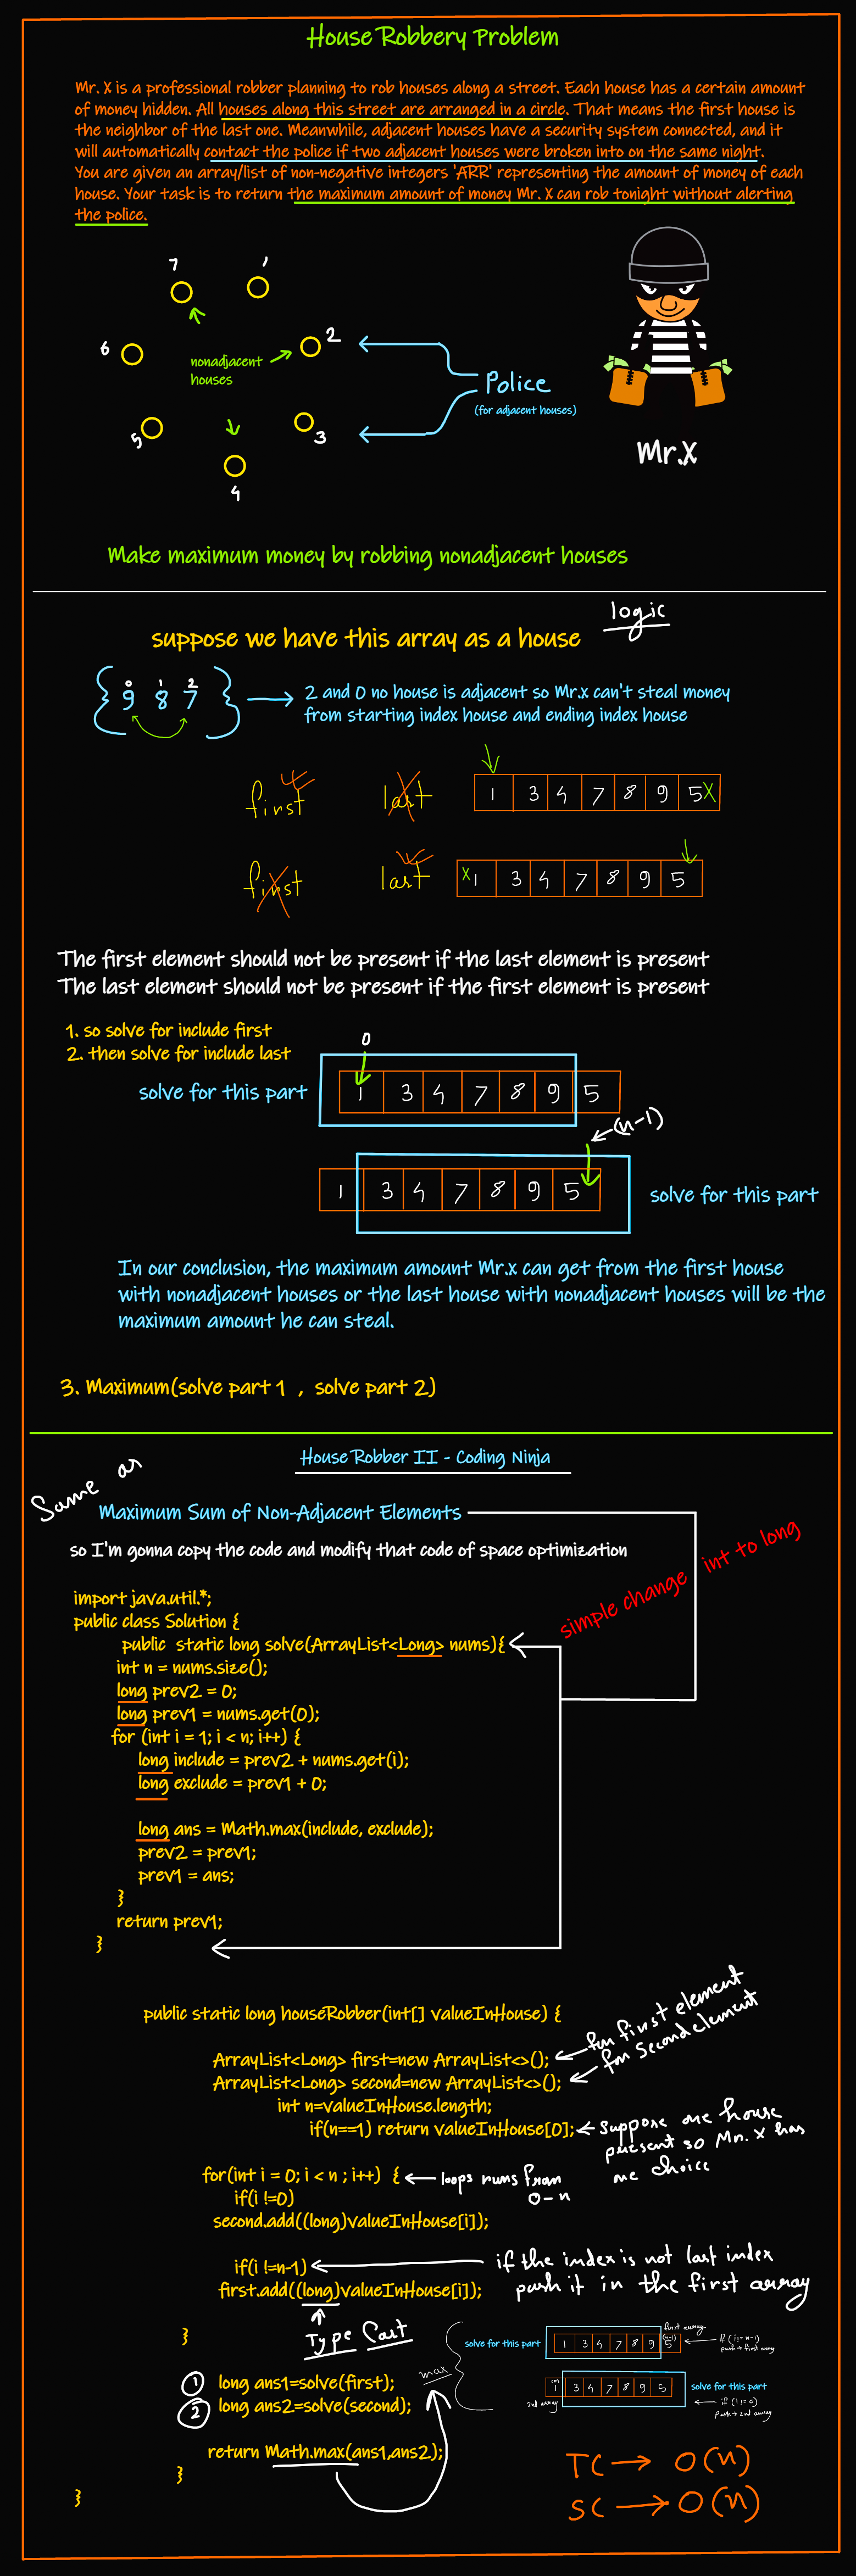 House Robbery Problem
Mr. X is a professional robber planning to rob houses along a street. Each house has a certain amount
of money hidden. All houses along this street are arranged in a circle. That means the first house is
the neighbor of the last one. Meanwhile, adjacent houses have a security system connected, and it
will automatically contact the police if two adjacent houses were broken into on the same night.
You are given an array/list of non-negative integers 'ARR' representing the amount of money of each
house. Your task is to return the maximum amount of money Mr. X can rob tonight without alerting
the police.
7 1
6 2
nonadjacent
houses
5 3
4
Police
(for adjacent houses)
Mr.X
Make maximum money by robbing nonadjacent houses
logic
suppose we have this array as a house
0 1 2
{ 9 8 7 }
2 and 0 no house is adjacent so Mr.x can't steal money
from starting index house and ending index house
first last 1 3 4 7 8 9 5 X
first last X 1 3 4 7 8 9 5
The first element should not be present if the last element is present
The last element should not be present if the first element is present
1. so solve for include first
2. then solve for include last
0
solve for this part 1 3 4 7 8 9 5
(n-1)
1 3 4 7 8 9 5 solve for this part
In our conclusion, the maximum amount Mr.x can get from the first house
with nonadjacent houses or the last house with nonadjacent houses will be the
maximum amount he can steal.
3. Maximum(solve part 1 , solve part 2)
House Robber II - Coding Ninja
Same as
Maximum Sum of Non-Adjacent Elements
so I'm gonna copy the code and modify that code of space optimization
simple change int to long
import java.util.*;
public class Solution {
public static long solve(ArrayList<Long> nums){
int n = nums.size();
long prev2 = 0;
long prev1 = nums.get(0);
for (int i = 1; i < n; i++) {
long include = prev2 + nums.get(i);
long exclude = prev1 + 0;
long ans = Math.max(include, exclude);
prev2 = prev1;
prev1 = ans;
}
return prev1;
}
public static long houseRobber(int[] valueInHouse) {
for first element
for second element
ArrayList<Long> first=new ArrayList<>();
ArrayList<Long> second=new ArrayList<>();
int n=valueInHouse.length;
if(n==1) return valueInHouse[0];
suppose one house
present so Mr. X has
one choice
for(int i = 0; i < n ; i++) {
loops runs from
0-n
if(i !=0)
second.add((long)valueInHouse[i]);
if(i !=n-1)
if the index is not last index
push it in the first array
first.add((long)valueInHouse[i]);
Type Cast
}
first array
solve for this part 1 3 4 7 8 9 5
(n-1)
if (i != n-1)
push → first array
max
1 3 4 7 8 9 5 solve for this part
2nd array
if (i != 0)
push → 2nd array
1 long ans1=solve(first);
2 long ans2=solve(second);
return Math.max(ans1,ans2);
}
}
TC → O(n)
SC → O(n)